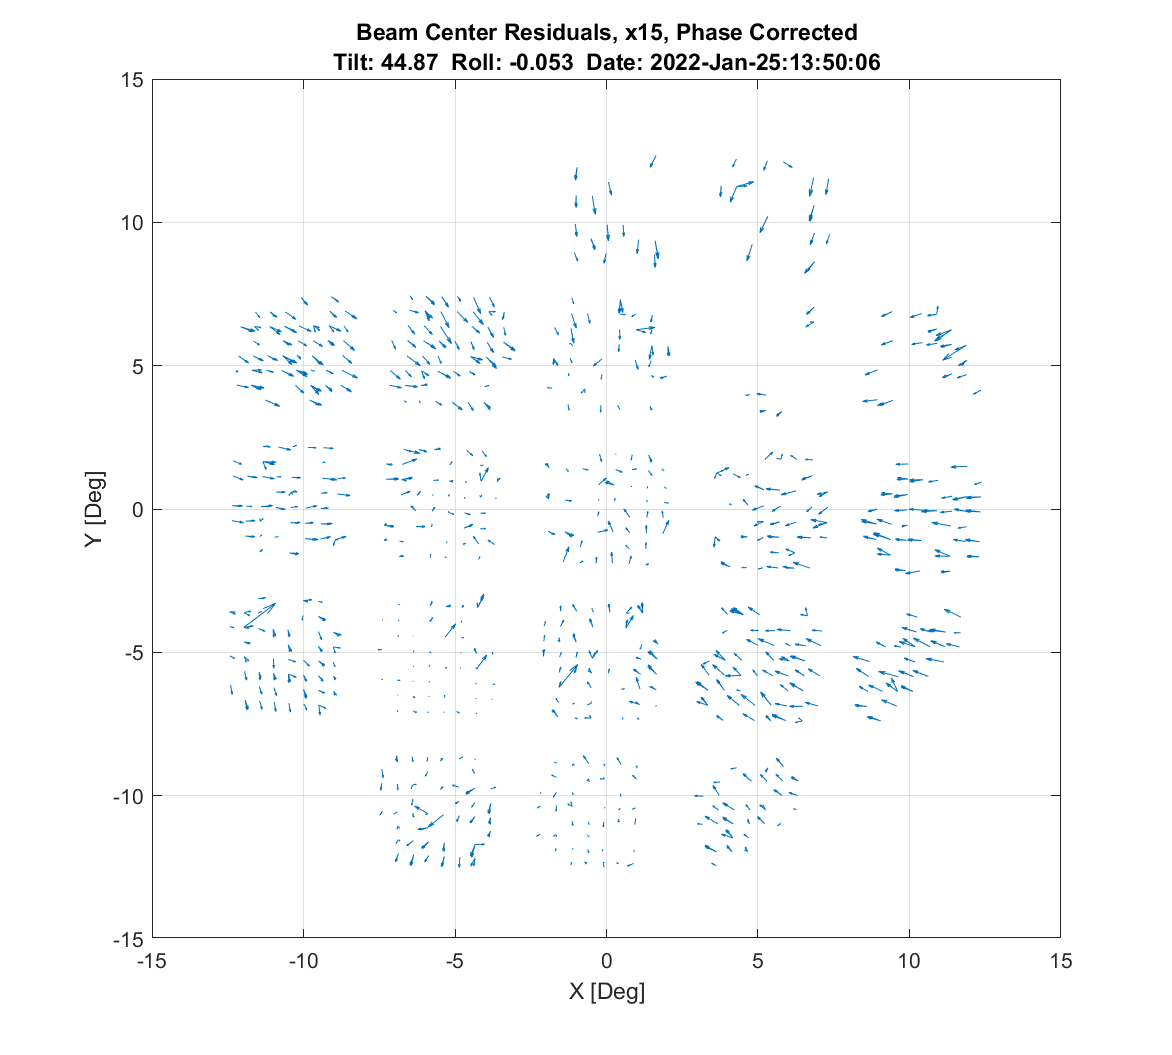 Beam Center Residuals, x15, Phase Corrected
Tilt: 44.87 Roll: -0.053 Date: 2022-Jan-25:13:50:06
15
10
5
0
-5
-10
-15
Y [Deg]
-15 -10 -5 0 5 10 15
X [Deg]